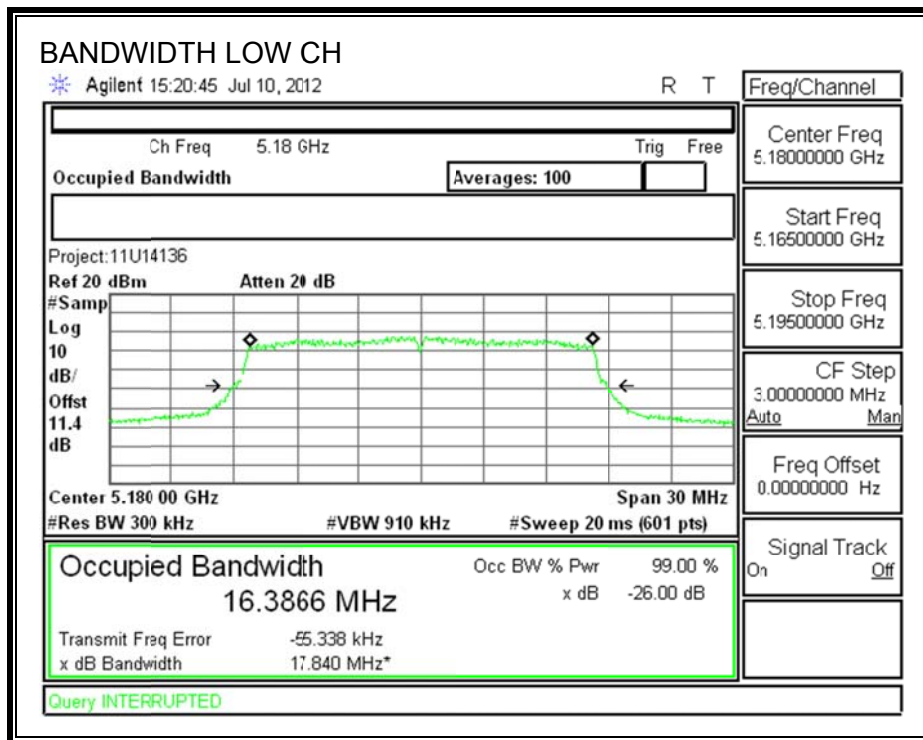 BANDWIDTH LOW CH
Agilent 15:20:45 Jul 10, 2012 R T
Freq/Channel
Ch Freq 5.18 GHz Trig Free
Occupied Bandwidth Averages: 100
Project:11U14136
Ref 20 dBm Atten 20 dB
#Samp
Log
10
dB/
Offst
11.4
dB
Center 5.180 00 GHz Span 30 MHz
#Res BW 300 kHz #VBW 910 kHz #Sweep 20 ms (601 pts)
Occupied Bandwidth Occ BW % Pwr 99.00 %
16.3866 MHz x dB -26.00 dB
Transmit Freq Error -55.338 kHz
x dB Bandwidth 17.840 MHz*
Query INTERRUPTED
Center Freq
5.18000000 GHz
Start Freq
5.16500000 GHz
Stop Freq
5.19500000 GHz
CF Step
3.00000000 MHz
Auto Man
Freq Offset
0.00000000 Hz
Signal Track
On Off